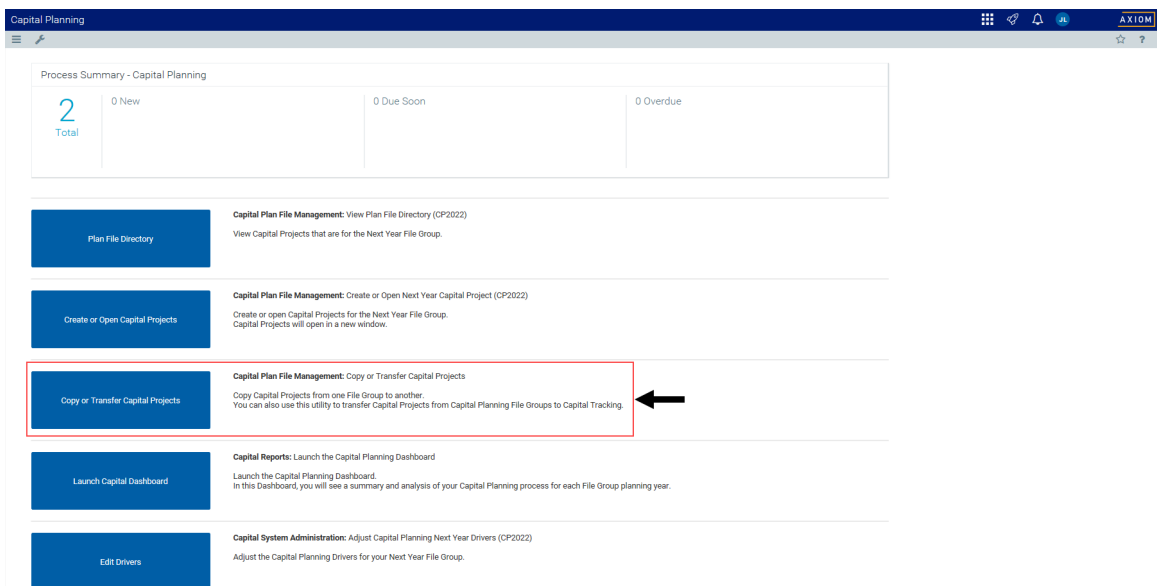 Capital Planning
JL
AXIOM
?
Process Summary - Capital Planning
2
Total
0 New
0 Due Soon
0 Overdue
Plan File Directory
Capital Plan File Management: View Plan File Directory (CP2022)
View Capital Projects that are for the Next Year File Group.
Create or Open Capital Projects
Capital Plan File Management: Create or Open Next Year Capital Project (CP2022)
Create or open Capital Projects for the Next Year File Group.
Capital Projects will open in a new window.
Copy or Transfer Capital Projects
Capital Plan File Management: Copy or Transfer Capital Projects
Copy Capital Projects from one File Group to another.
You can also use this utility to transfer Capital Projects from Capital Planning File Groups to Capital Tracking.
Launch Capital Dashboard
Capital Reports: Launch the Capital Planning Dashboard
Launch the Capital Planning Dashboard.
In this Dashboard, you will see a summary and analysis of your Capital Planning process for each File Group planning year.
Edit Drivers
Capital System Administration: Adjust Capital Planning Next Year Drivers (CP2022)
Adjust the Capital Planning Drivers for your Next Year File Group.